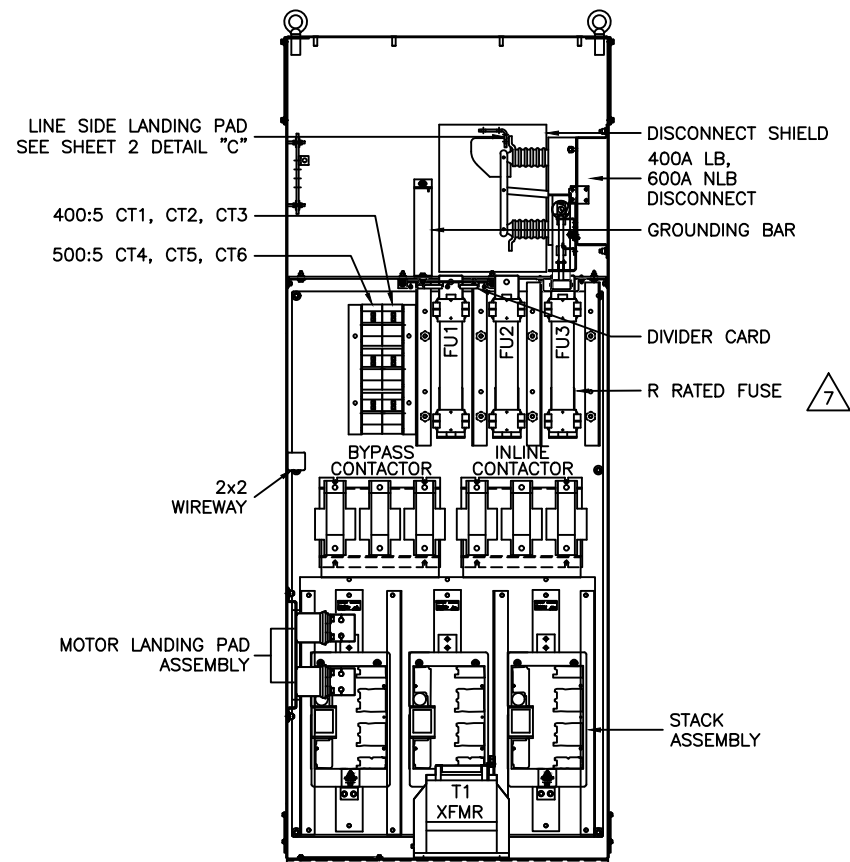 LINE SIDE LANDING PAD
SEE SHEET 2 DETAIL "C"
DISCONNECT SHIELD
400A LB,
600A NLB
DISCONNECT
400:5 CT1, CT2, CT3
GROUNDING BAR
500:5 CT4, CT5, CT6
FU1
FU2
FU3
DIVIDER CARD
R RATED FUSE
7
BYPASS
CONTACTOR
INLINE
CONTACTOR
2x2
WIREWAY
MOTOR LANDING PAD
ASSEMBLY
STACK
ASSEMBLY
T1
XFMR